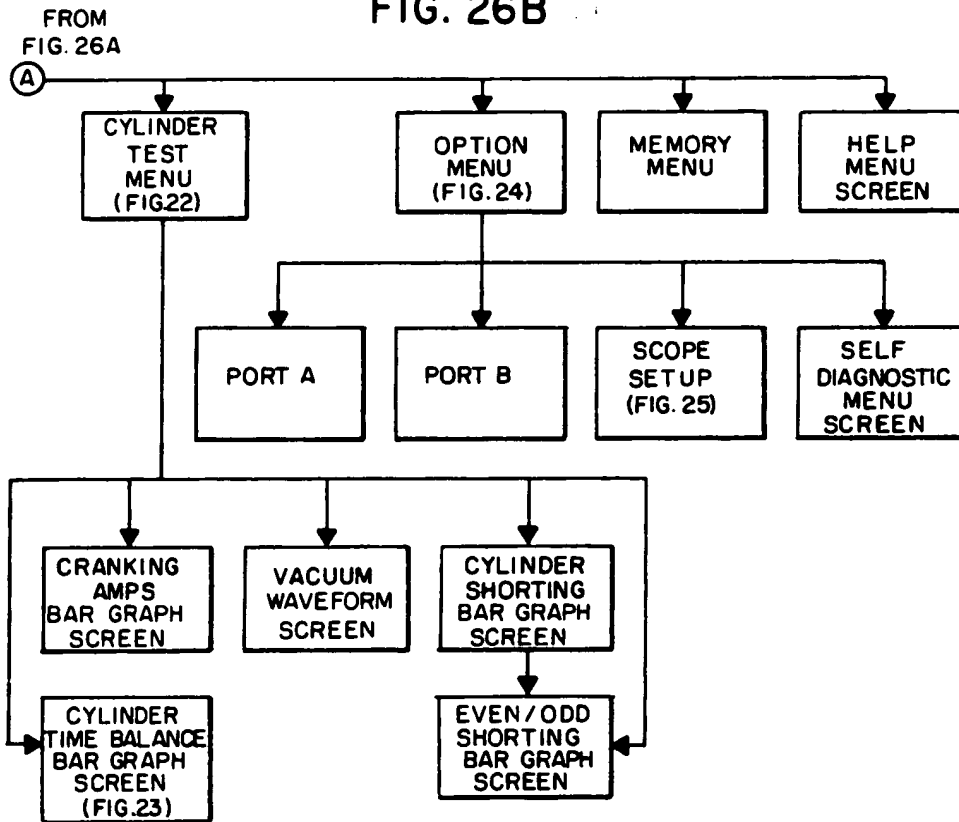 FIG. 26B
FROM
FIG. 26A
A
CYLINDER
TEST
MENU
(FIG.22)
OPTION
MENU
(FIG. 24)
MEMORY
MENU
HELP
MENU
SCREEN
PORT A
PORT B
SCOPE
SETUP
(FIG. 25)
SELF
DIAGNOSTIC
MENU
SCREEN
CRANKING
AMPS
BAR GRAPH
SCREEN
VACUUM
WAVEFORM
SCREEN
CYLINDER
SHORTING
BAR GRAPH
SCREEN
CYLINDER
TIME BALANCE
BAR GRAPH
SCREEN
(FIG.23)
EVEN/ODD
SHORTING
BAR GRAPH
SCREEN